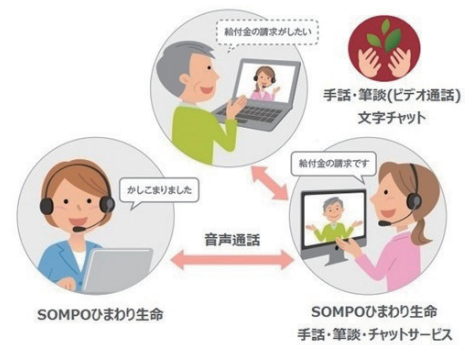 給付金の請求がしたい
手話・筆談(ビデオ通話)
文字チャット
かしこまりました
給付金の請求です
音声通話
SOMPOひまわり生命
SOMPOひまわり生命
手話・筆談・チャットサービス